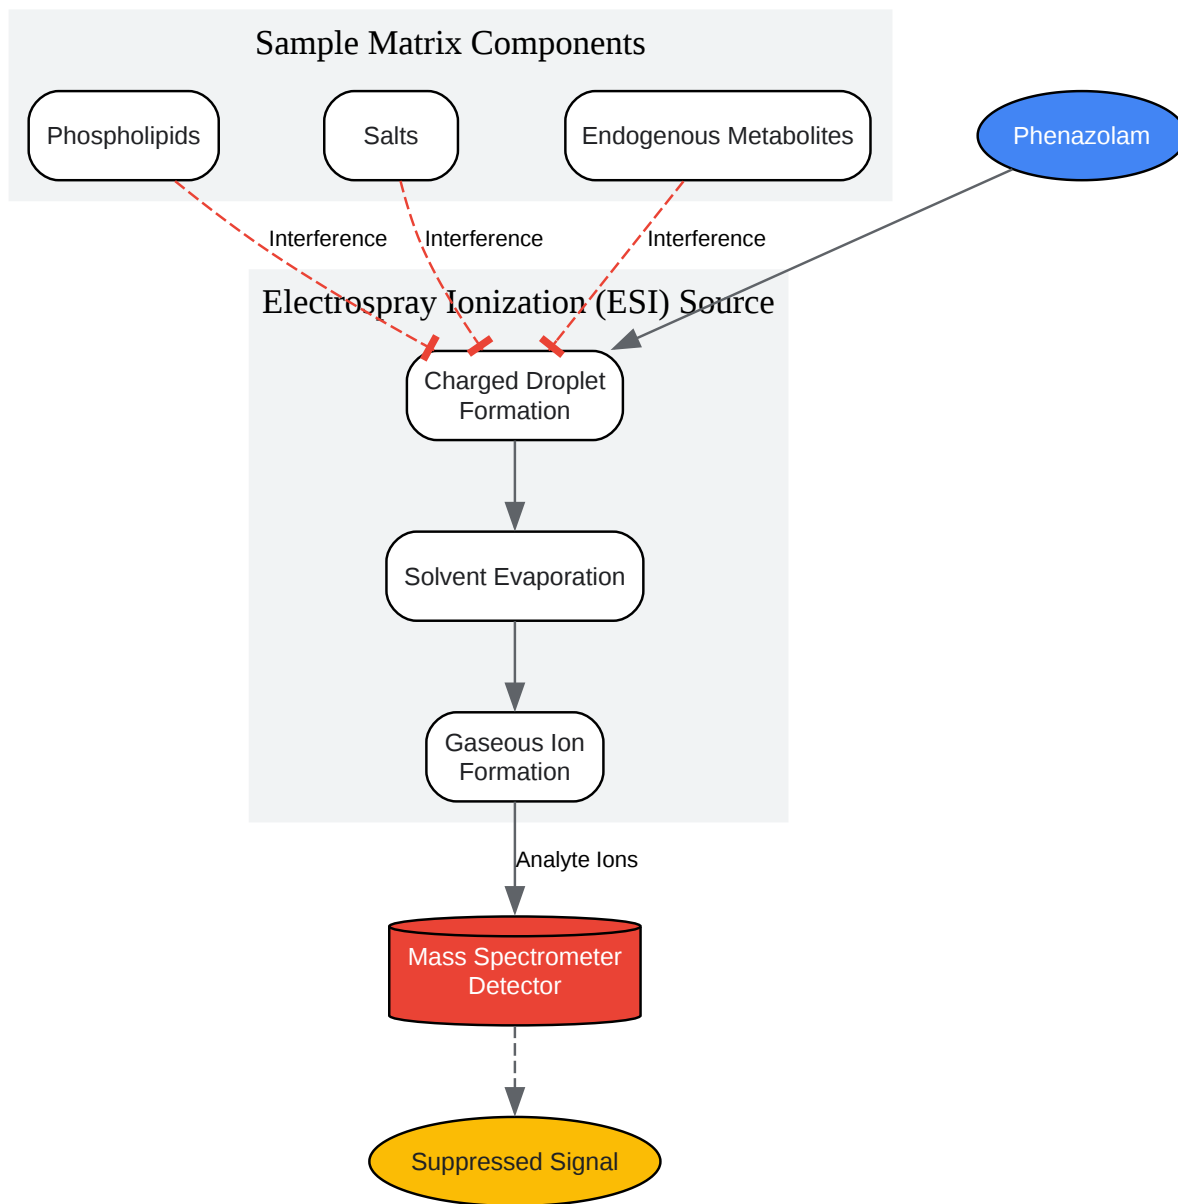 Sample Matrix Components
Phospholipids
Salts
Endogenous Metabolites
Phenazolam
Interference
Interference
Interference
Electrospray Ionization (ESI) Source
Charged Droplet
Formation
Solvent Evaporation
Gaseous Ion
Formation
Analyte Ions
Mass Spectrometer
Detector
Suppressed Signal